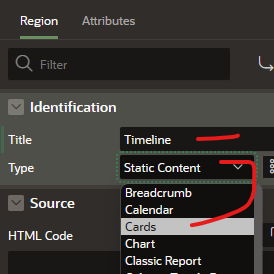 Region Attributes
Filter
Identification
Title Timeline
Type Static Content
Breadcrumb
Calendar
Source
Cards
HTML Code
Chart
Classic Report